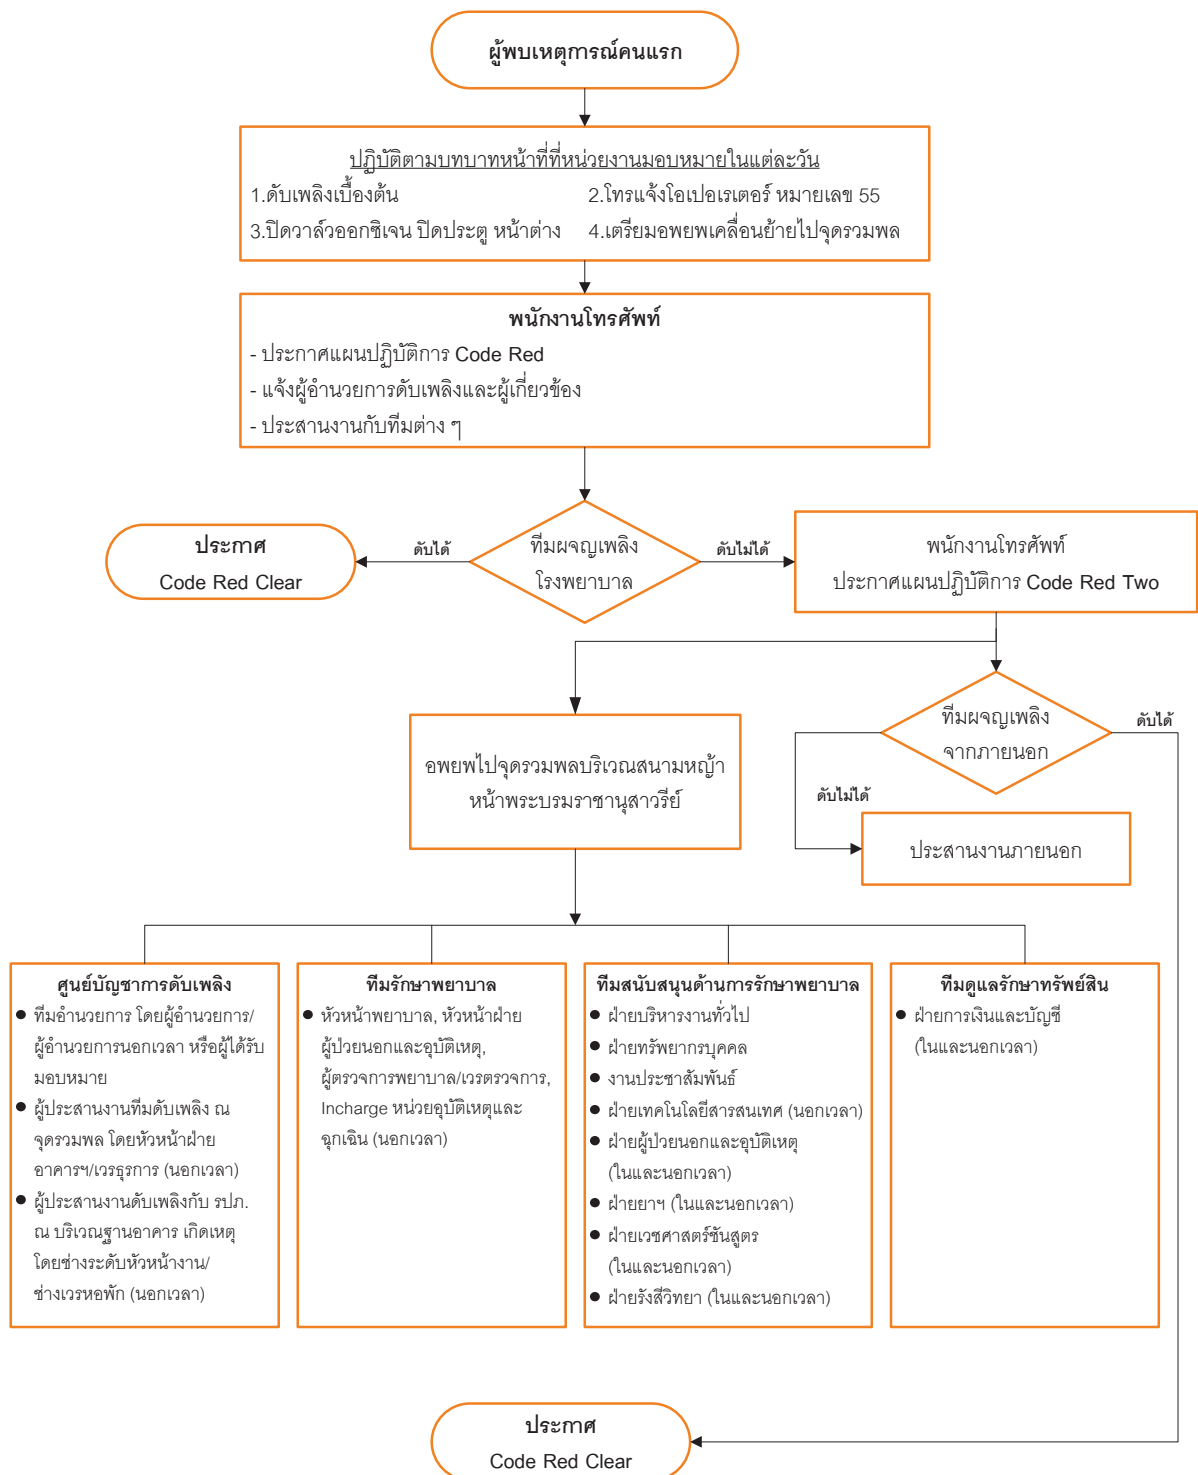 ผู้พบเหตุการณ์คนแรก
ปฏิบัติตามบทบาทหน้าที่ที่หน่วยงานมอบหมายในแต่ละวัน
1.ดับเพลิงเบื้องต้น 2.โทรแจ้งโอเปอเรเตอร์ หมายเลข 55
3.ปิดวาล์วออกซิเจน ปิดประตู หน้าต่าง 4.เตรียมอพยพเคลื่อนย้ายไปจุดรวมพล
พนักงานโทรศัพท์
- ประกาศแผนปฏิบัติการ Code Red
- แจ้งผู้อำนวยการดับเพลิงและผู้เกี่ยวข้อง
- ประสานงานกับทีมต่าง ๆ
ประกาศ
Code Red Clear
ดับได้
ทีมผจญเพลิง
โรงพยาบาล
ดับไม่ได้
พนักงานโทรศัพท์
ประกาศแผนปฏิบัติการ Code Red Two
ทีมผจญเพลิง
จากภายนอก
ดับได้
ดับไม่ได้
ประสานงานภายนอก
อพยพไปจุดรวมพลบริเวณสนามหญ้า
หน้าพระบรมราชานุสาวรีย์
ศูนย์บัญชาการดับเพลิง
● ทีมอำนวยการ โดยผู้อำนวยการ/
ผู้อำนวยการนอกเวลา หรือผู้ได้รับ
มอบหมาย
● ผู้ประสานงานทีมดับเพลิง ณ
จุดรวมพล โดยหัวหน้าฝ่าย
อาคารฯ/เวรธุรการ (นอกเวลา)
● ผู้ประสานงานดับเพลิงกับ รปภ.
ณ บริเวณฐานอาคาร เกิดเหตุ
โดยช่างระดับหัวหน้างาน/
ช่างเวรหอพัก (นอกเวลา)
ทีมรักษาพยาบาล
● หัวหน้าพยาบาล, หัวหน้าฝ่าย
ผู้ป่วยนอกและอุบัติเหตุ,
ผู้ตรวจการพยาบาล/เวรตรวจการ,
Incharge หน่วยอุบัติเหตุและ
ฉุกเฉิน (นอกเวลา)
ทีมสนับสนุนด้านการรักษาพยาบาล
● ฝ่ายบริหารงานทั่วไป
● ฝ่ายทรัพยากรบุคคล
● งานประชาสัมพันธ์
● ฝ่ายเทคโนโลยีสารสนเทศ (นอกเวลา)
● ฝ่ายผู้ป่วยนอกและอุบัติเหตุ
(ในและนอกเวลา)
● ฝ่ายยาฯ (ในและนอกเวลา)
● ฝ่ายเวชศาสตร์ชันสูตร
(ในและนอกเวลา)
● ฝ่ายรังสีวิทยา (ในและนอกเวลา)
ทีมดูแลรักษาทรัพย์สิน
● ฝ่ายการเงินและบัญชี
(ในและนอกเวลา)
ประกาศ
Code Red Clear